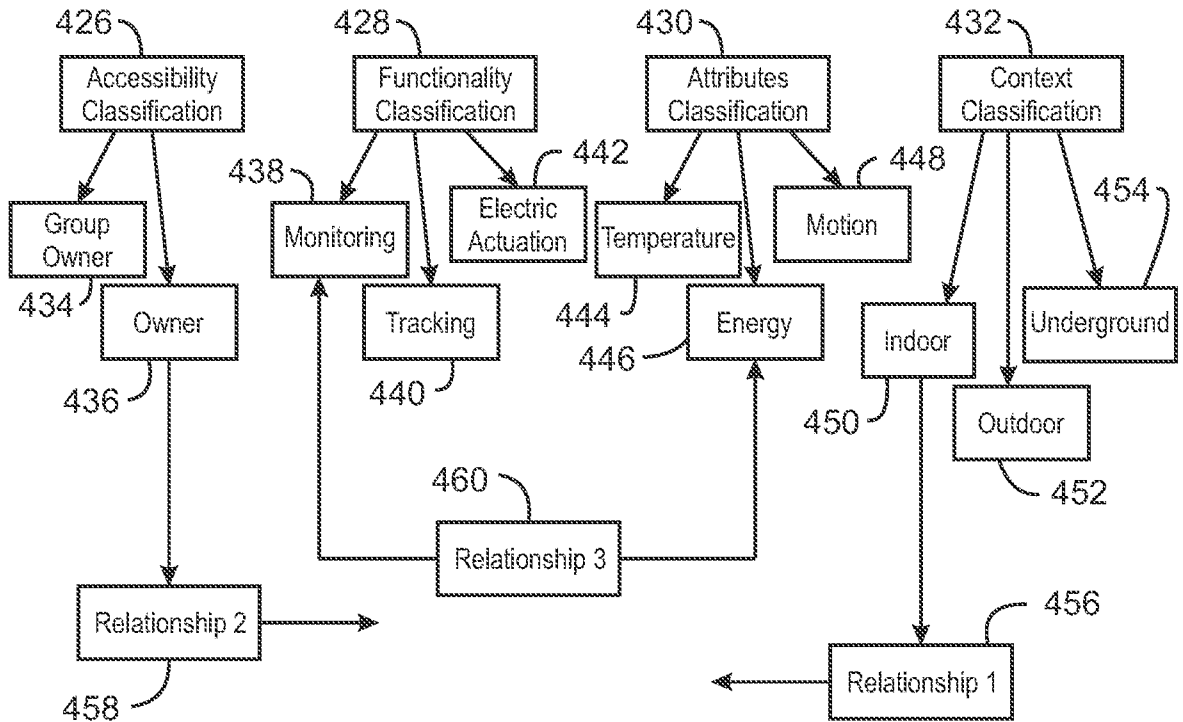 426
428
430
432
Accessibility
Classification
Functionality
Classification
Attributes
Classification
Context
Classification
438
442
448
454
Group
Owner
Monitoring
Electric
Actuation
Temperature
Motion
434
Owner
Tracking
444
Energy
Indoor
Underground
436
440
446
450
Outdoor
452
460
Relationship 3
Relationship 2
456
458
Relationship 1